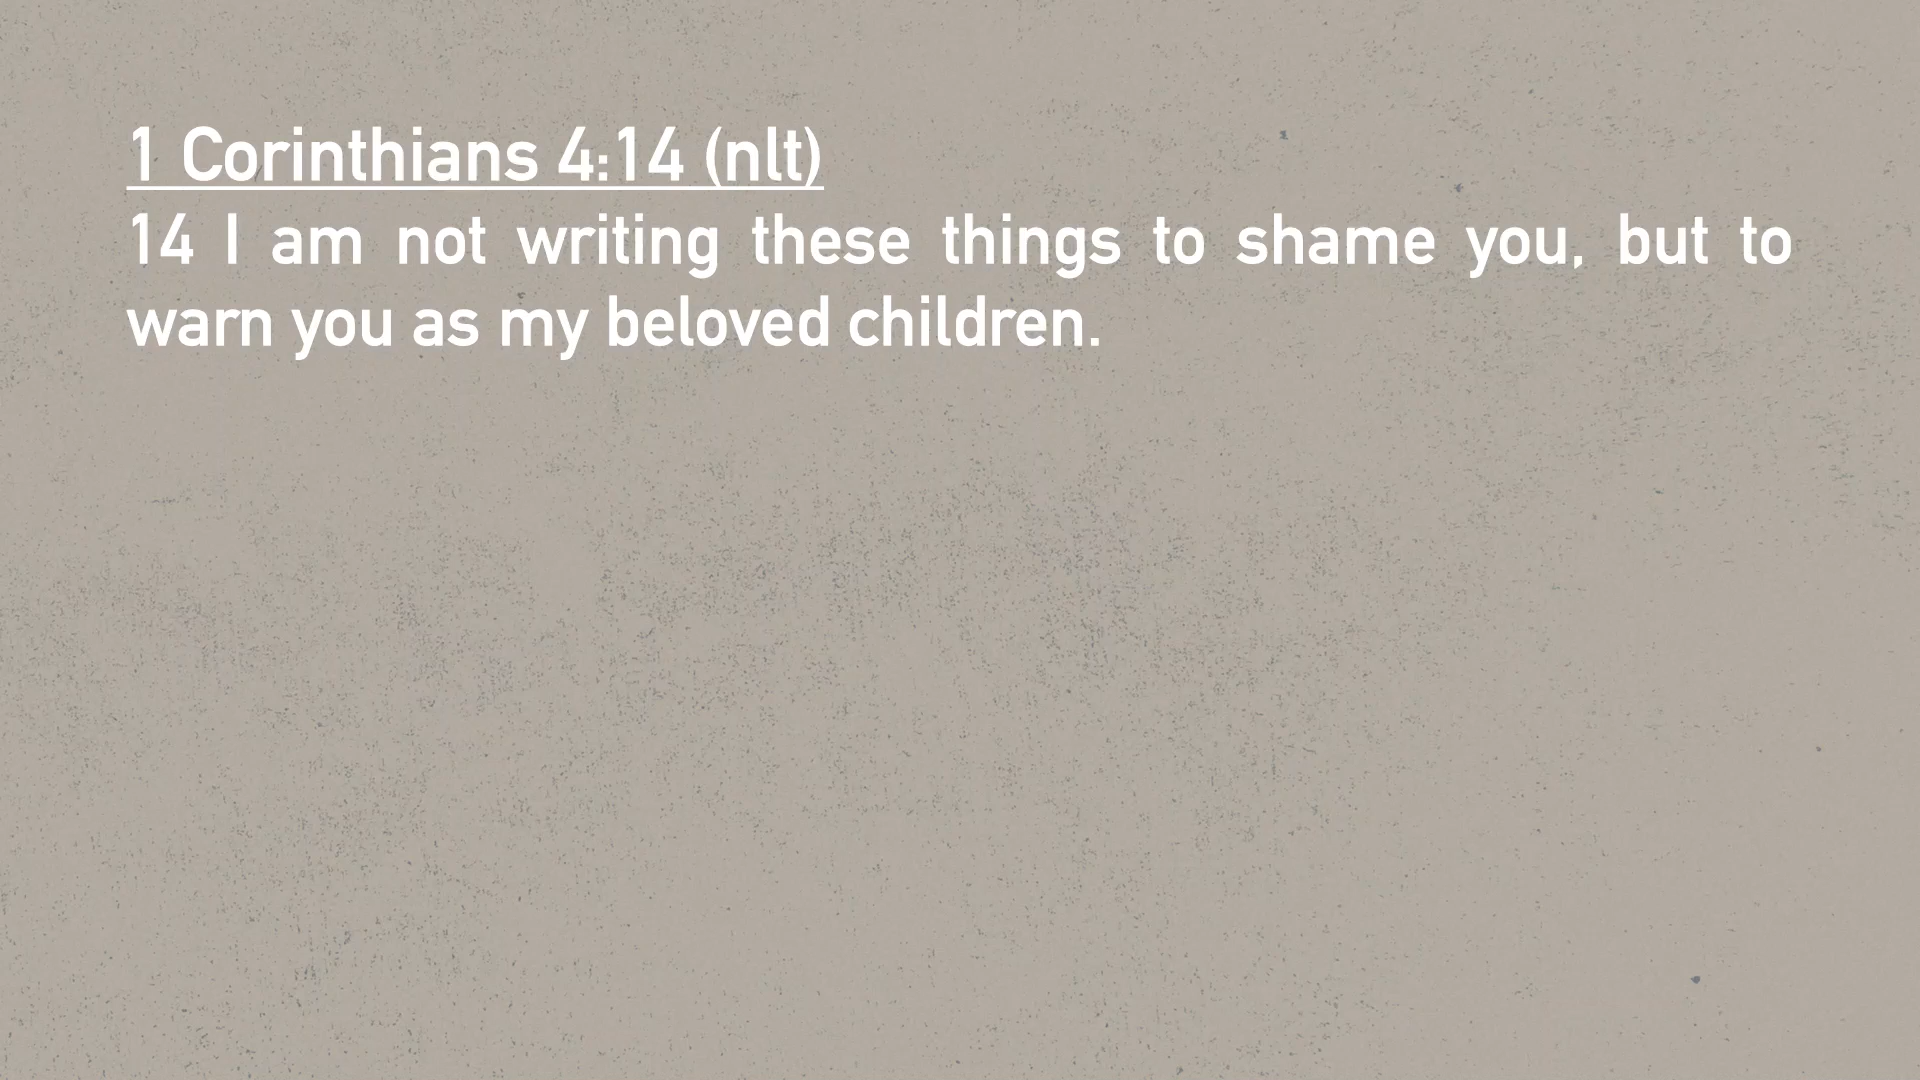 1 Corinthians 4:14 (nlt)
14 I am not writing these things to shame you, but to
warn you as my beloved children.